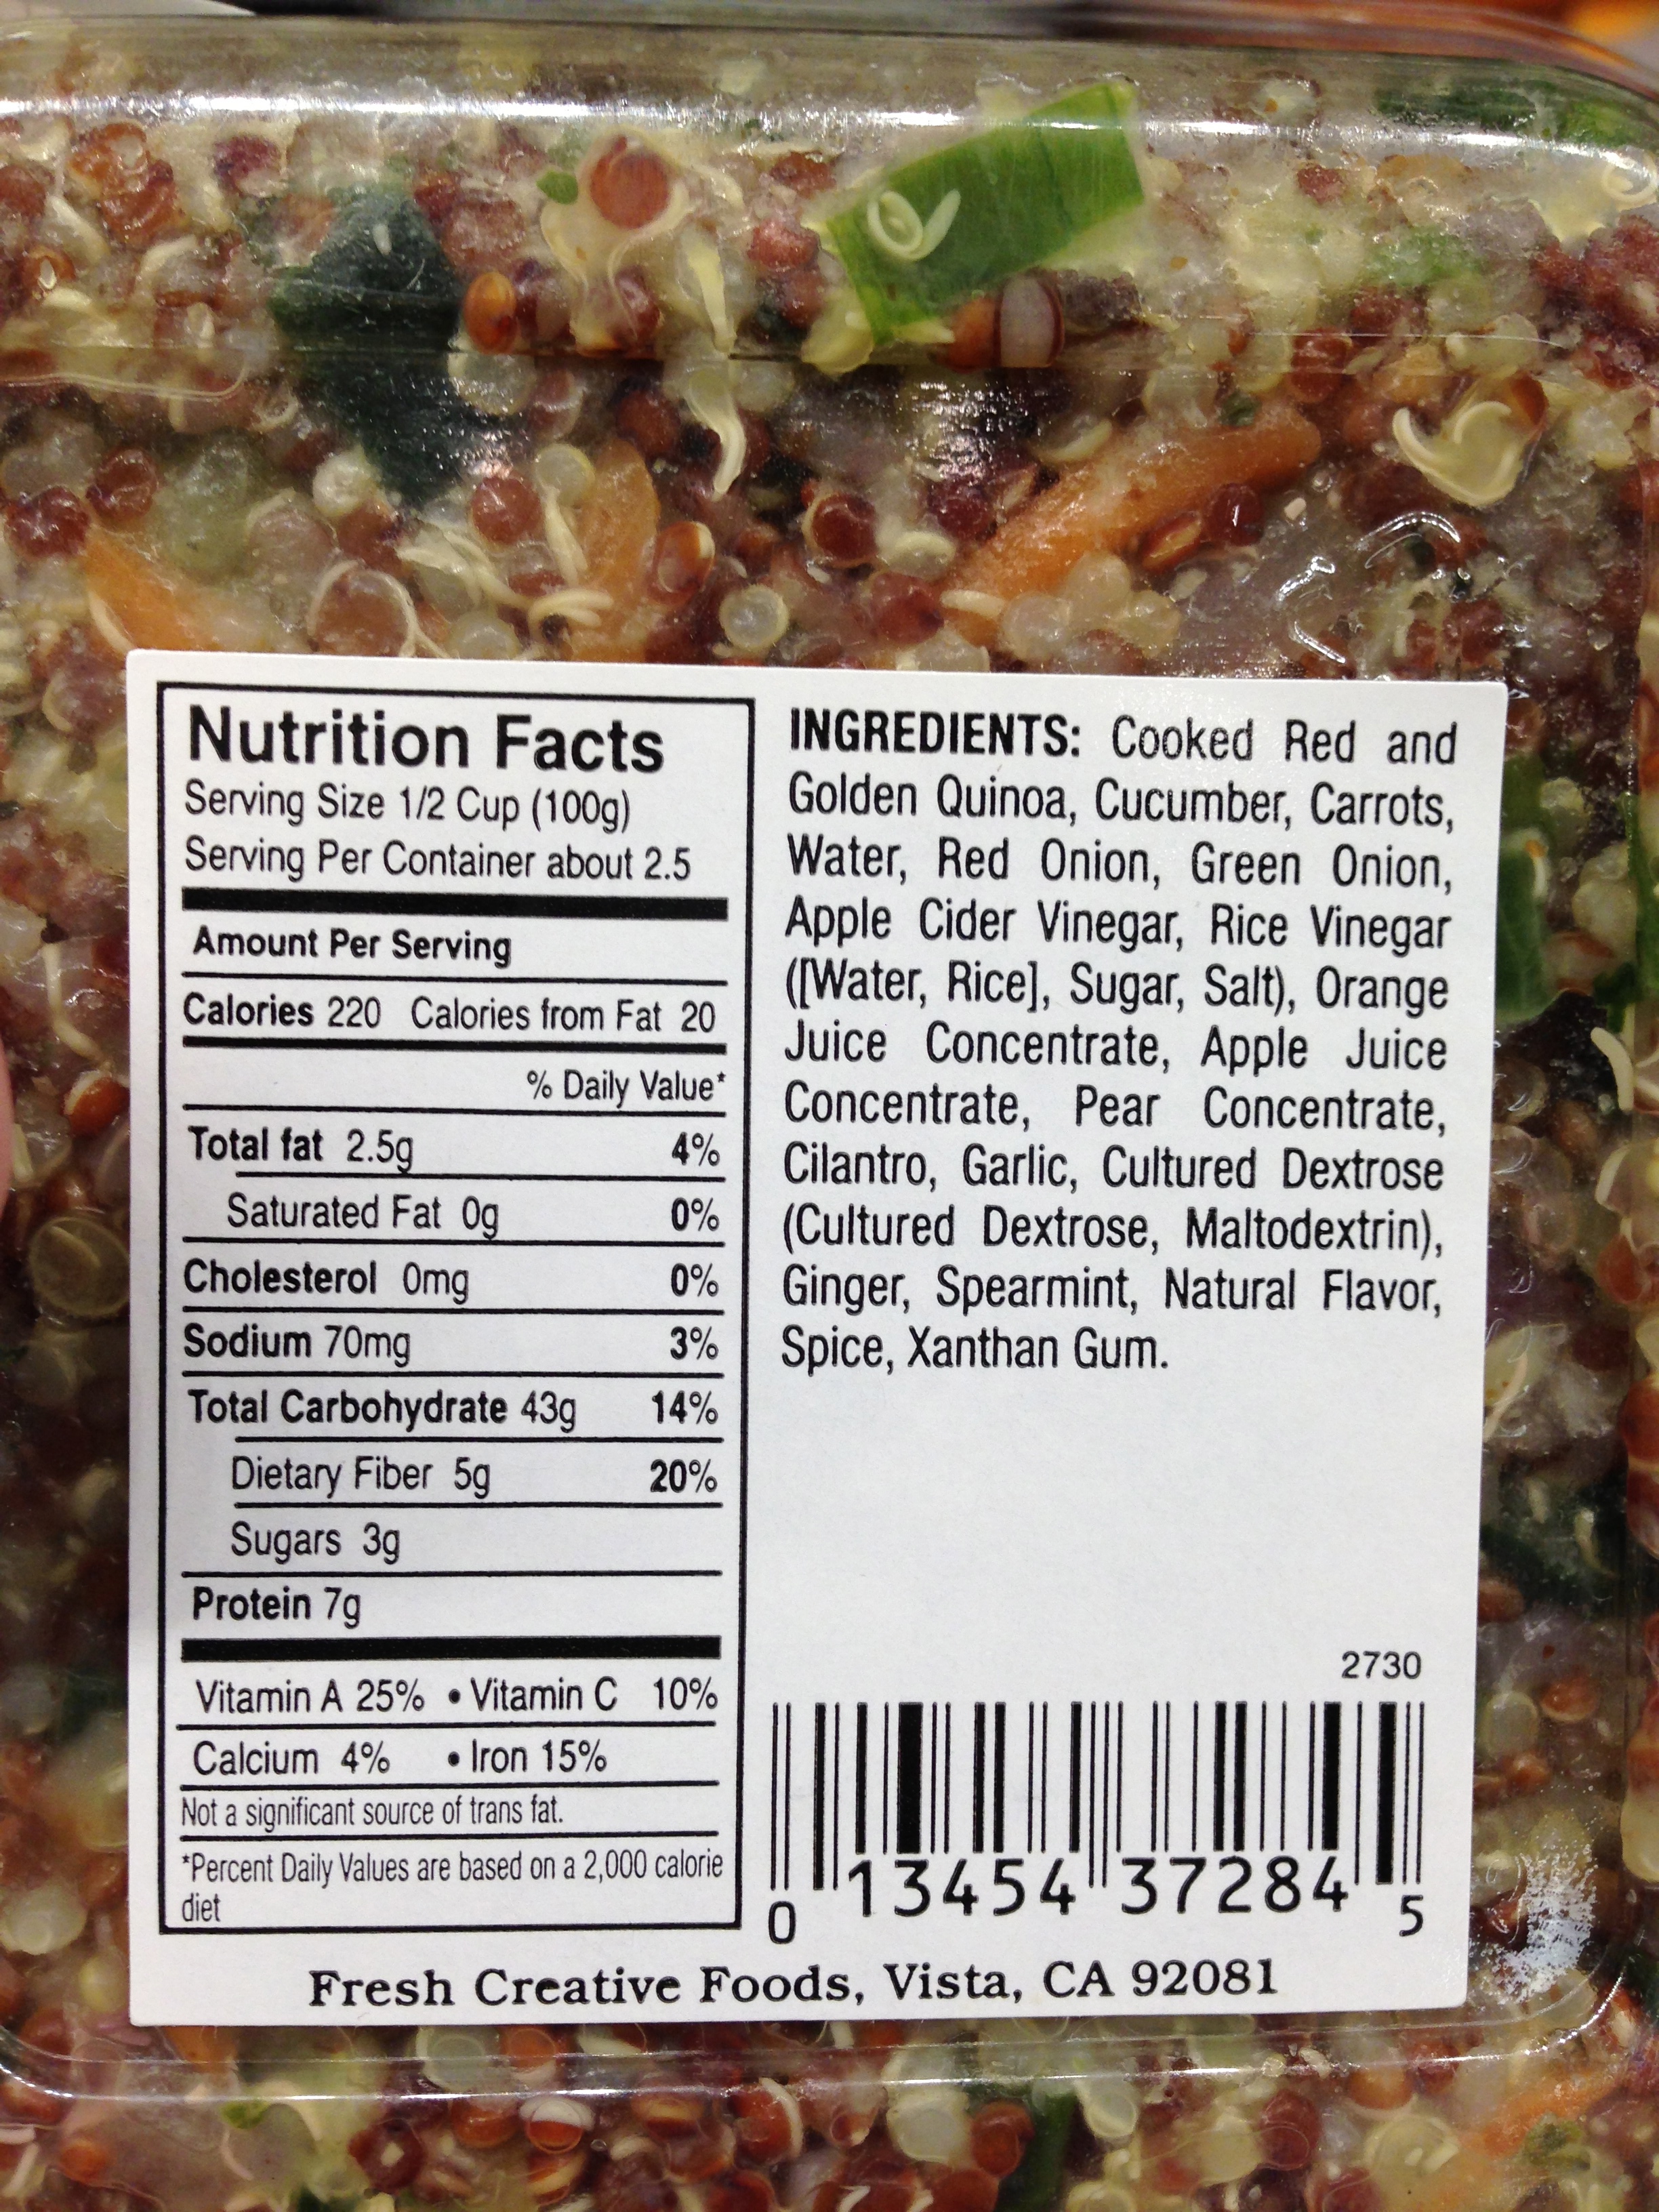 Nutrition Facts
Serving Size 1/2 Cup (100g)
Serving Per Container about 2.5
Amount Per Serving
Calories 220 Calories from Fat 20
% Daily Value*
Total fat 2.5g 4%
Saturated Fat 0g 0%
Cholesterol 0mg 0%
Sodium 70mg 3%
Total Carbohydrate 43g 14%
Dietary Fiber 5g 20%
Sugars 3g
Protein 7g
Vitamin A 25% • Vitamin C 10%
Calcium 4% • Iron 15%
Not a significant source of trans fat.
*Percent Daily Values are based on a 2,000 calorie
diet
INGREDIENTS: Cooked Red and
Golden Quinoa, Cucumber, Carrots,
Water, Red Onion, Green Onion,
Apple Cider Vinegar, Rice Vinegar
([Water, Rice], Sugar, Salt), Orange
Juice Concentrate, Apple Juice
Concentrate, Pear Concentrate,
Cilantro, Garlic, Cultured Dextrose
(Cultured Dextrose, Maltodextrin),
Ginger, Spearmint, Natural Flavor,
Spice, Xanthan Gum.
2730
0 13454 37284 5
Fresh Creative Foods, Vista, CA 92081